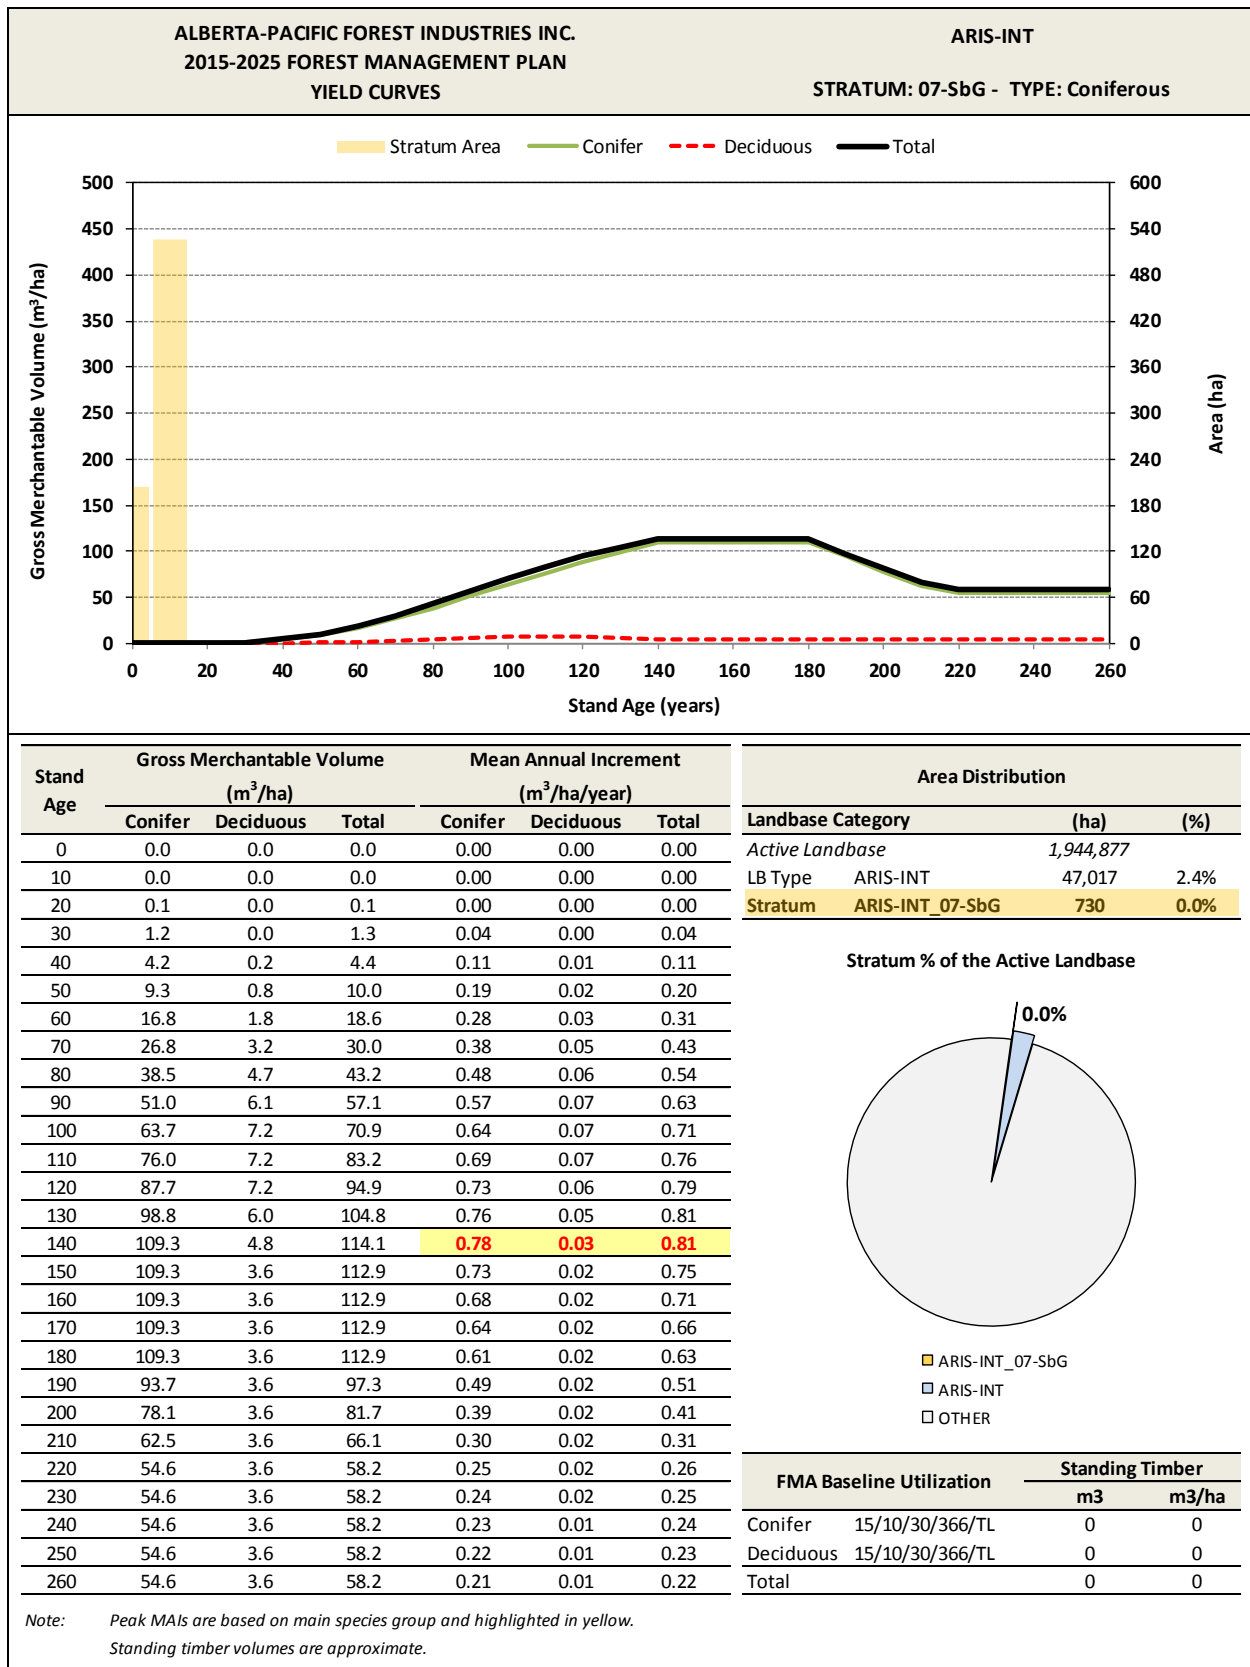 ALBERTA-PACIFIC FOREST INDUSTRIES INC.
2015-2025 FOREST MANAGEMENT PLAN
YIELD CURVES
ARIS-INT
STRATUM: 07-SbG - TYPE: Coniferous
Stratum Area Conifer Deciduous Total
500 600
450 540
400 480
350 420
300 360
250 300
200 240
150 180
100 120
50 60
0 0
Gross Merchantable Volume (m³/ha)
Area (ha)
0 20 40 60 80 100 120 140 160 180 200 220 240 260
Stand Age (years)
Stand Age Gross Merchantable Volume (m³/ha) Mean Annual Increment (m³/ha/year)
Conifer Deciduous Total Conifer Deciduous Total
0 0.0 0.0 0.0 0.00 0.00 0.00
10 0.0 0.0 0.0 0.00 0.00 0.00
20 0.1 0.0 0.1 0.00 0.00 0.00
30 1.2 0.0 1.3 0.04 0.00 0.04
40 4.2 0.2 4.4 0.11 0.01 0.11
50 9.3 0.8 10.0 0.19 0.02 0.20
60 16.8 1.8 18.6 0.28 0.03 0.31
70 26.8 3.2 30.0 0.38 0.05 0.43
80 38.5 4.7 43.2 0.48 0.06 0.54
90 51.0 6.1 57.1 0.57 0.07 0.63
100 63.7 7.2 70.9 0.64 0.07 0.71
110 76.0 7.2 83.2 0.69 0.07 0.76
120 87.7 7.2 94.9 0.73 0.06 0.79
130 98.8 6.0 104.8 0.76 0.05 0.81
140 109.3 4.8 114.1 0.78 0.03 0.81
150 109.3 3.6 112.9 0.73 0.02 0.75
160 109.3 3.6 112.9 0.68 0.02 0.71
170 109.3 3.6 112.9 0.64 0.02 0.66
180 109.3 3.6 112.9 0.61 0.02 0.63
190 93.7 3.6 97.3 0.49 0.02 0.51
200 78.1 3.6 81.7 0.39 0.02 0.41
210 62.5 3.6 66.1 0.30 0.02 0.31
220 54.6 3.6 58.2 0.25 0.02 0.26
230 54.6 3.6 58.2 0.24 0.02 0.25
240 54.6 3.6 58.2 0.23 0.01 0.24
250 54.6 3.6 58.2 0.22 0.01 0.23
260 54.6 3.6 58.2 0.21 0.01 0.22
Area Distribution
Landbase Category (ha) (%)
Active Landbase 1,944,877
LB Type ARIS-INT 47,017 2.4%
Stratum ARIS-INT_07-SbG 730 0.0%
Stratum % of the Active Landbase
0.0%
ARIS-INT_07-SbG
ARIS-INT
OTHER
FMA Baseline Utilization Standing Timber
m3 m3/ha
Conifer 15/10/30/366/TL 0 0
Deciduous 15/10/30/366/TL 0 0
Total 0 0
Note: Peak MAIs are based on main species group and highlighted in yellow.
Standing timber volumes are approximate.